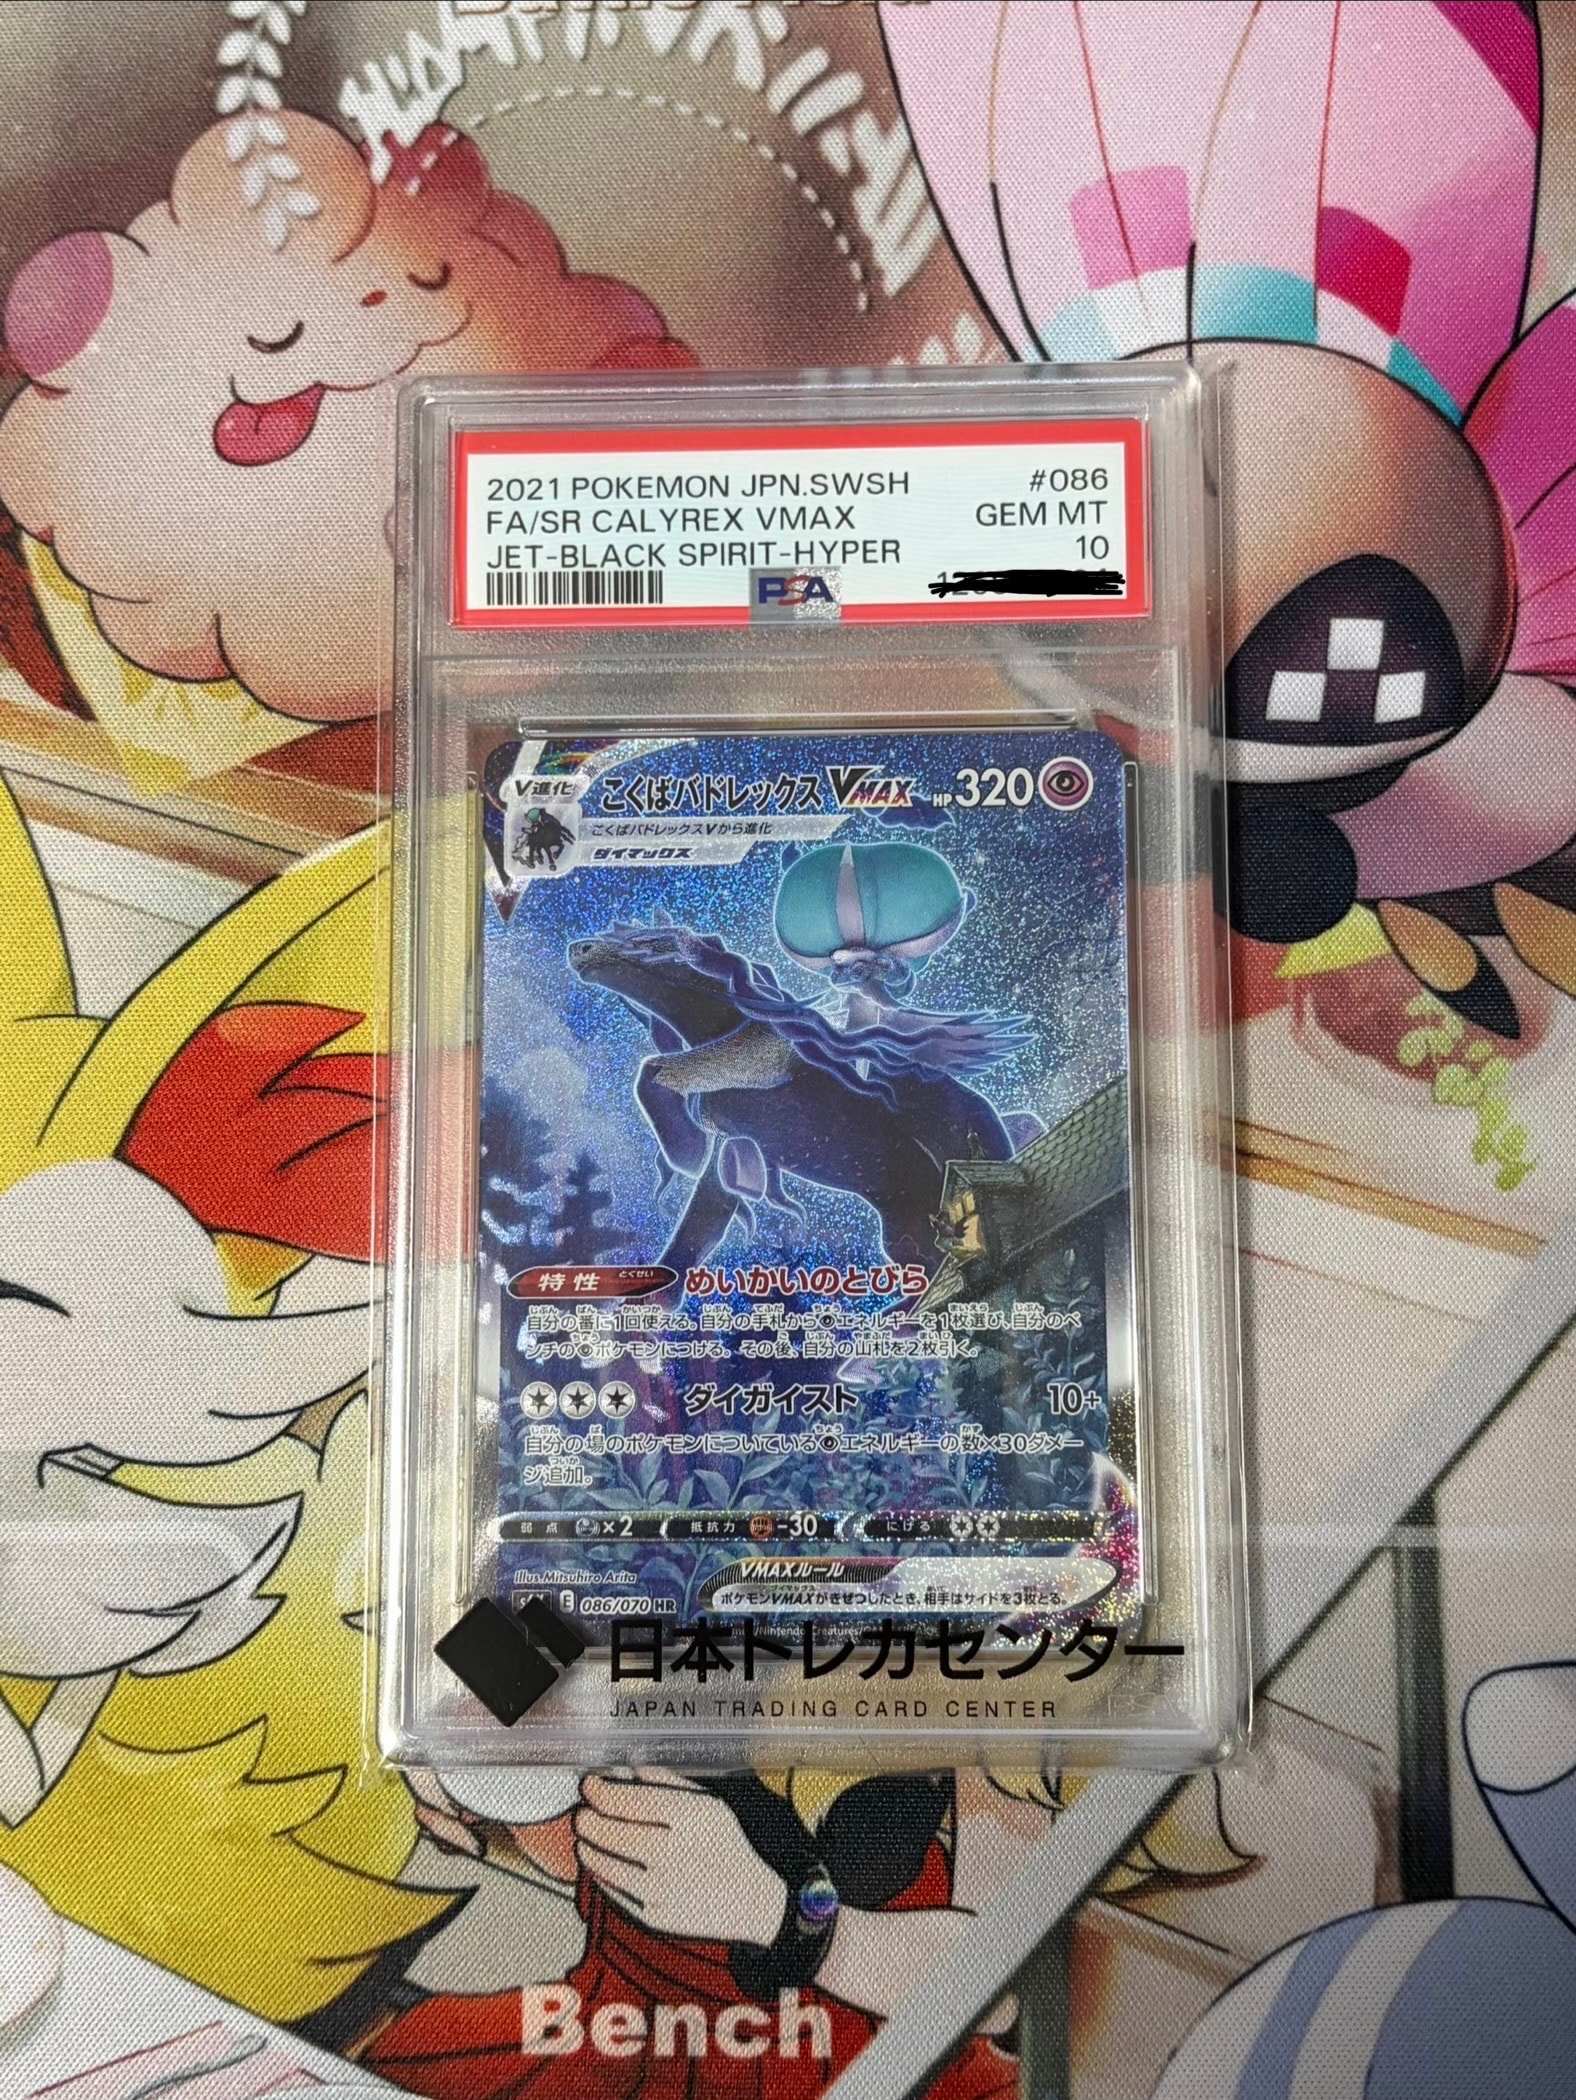 2021 POKEMON JPN.SWSH #086
FA/SR CALYREX VMAX GEM MT
JET-BLACK SPIRIT-HYPER 10
PSA
V進化 こくばバドレックス VMAX HP 320
こくばバドレックスVから進化
ダイマックス
特性 とくせい めいかいのとびら
自分の番に1回使える。自分の手札からエネルギーを1枚選び、自分のベ
ンチのポケモンにつける。その後、自分の山札を2枚引く。
ダイガイスト 10+
自分の場のポケモンについているエネルギーの数×30ダメー
ジ追加。
弱点 ×2 抵抗力 -30 にげる
Illus. Mitsuhiro Arita
VMAXルール
E 086/070 HR
ポケモンVMAXがきぜつしたとき、相手はサイドを3枚とる。
日本トレカセンター
JAPAN TRADING CARD CENTER
Bench